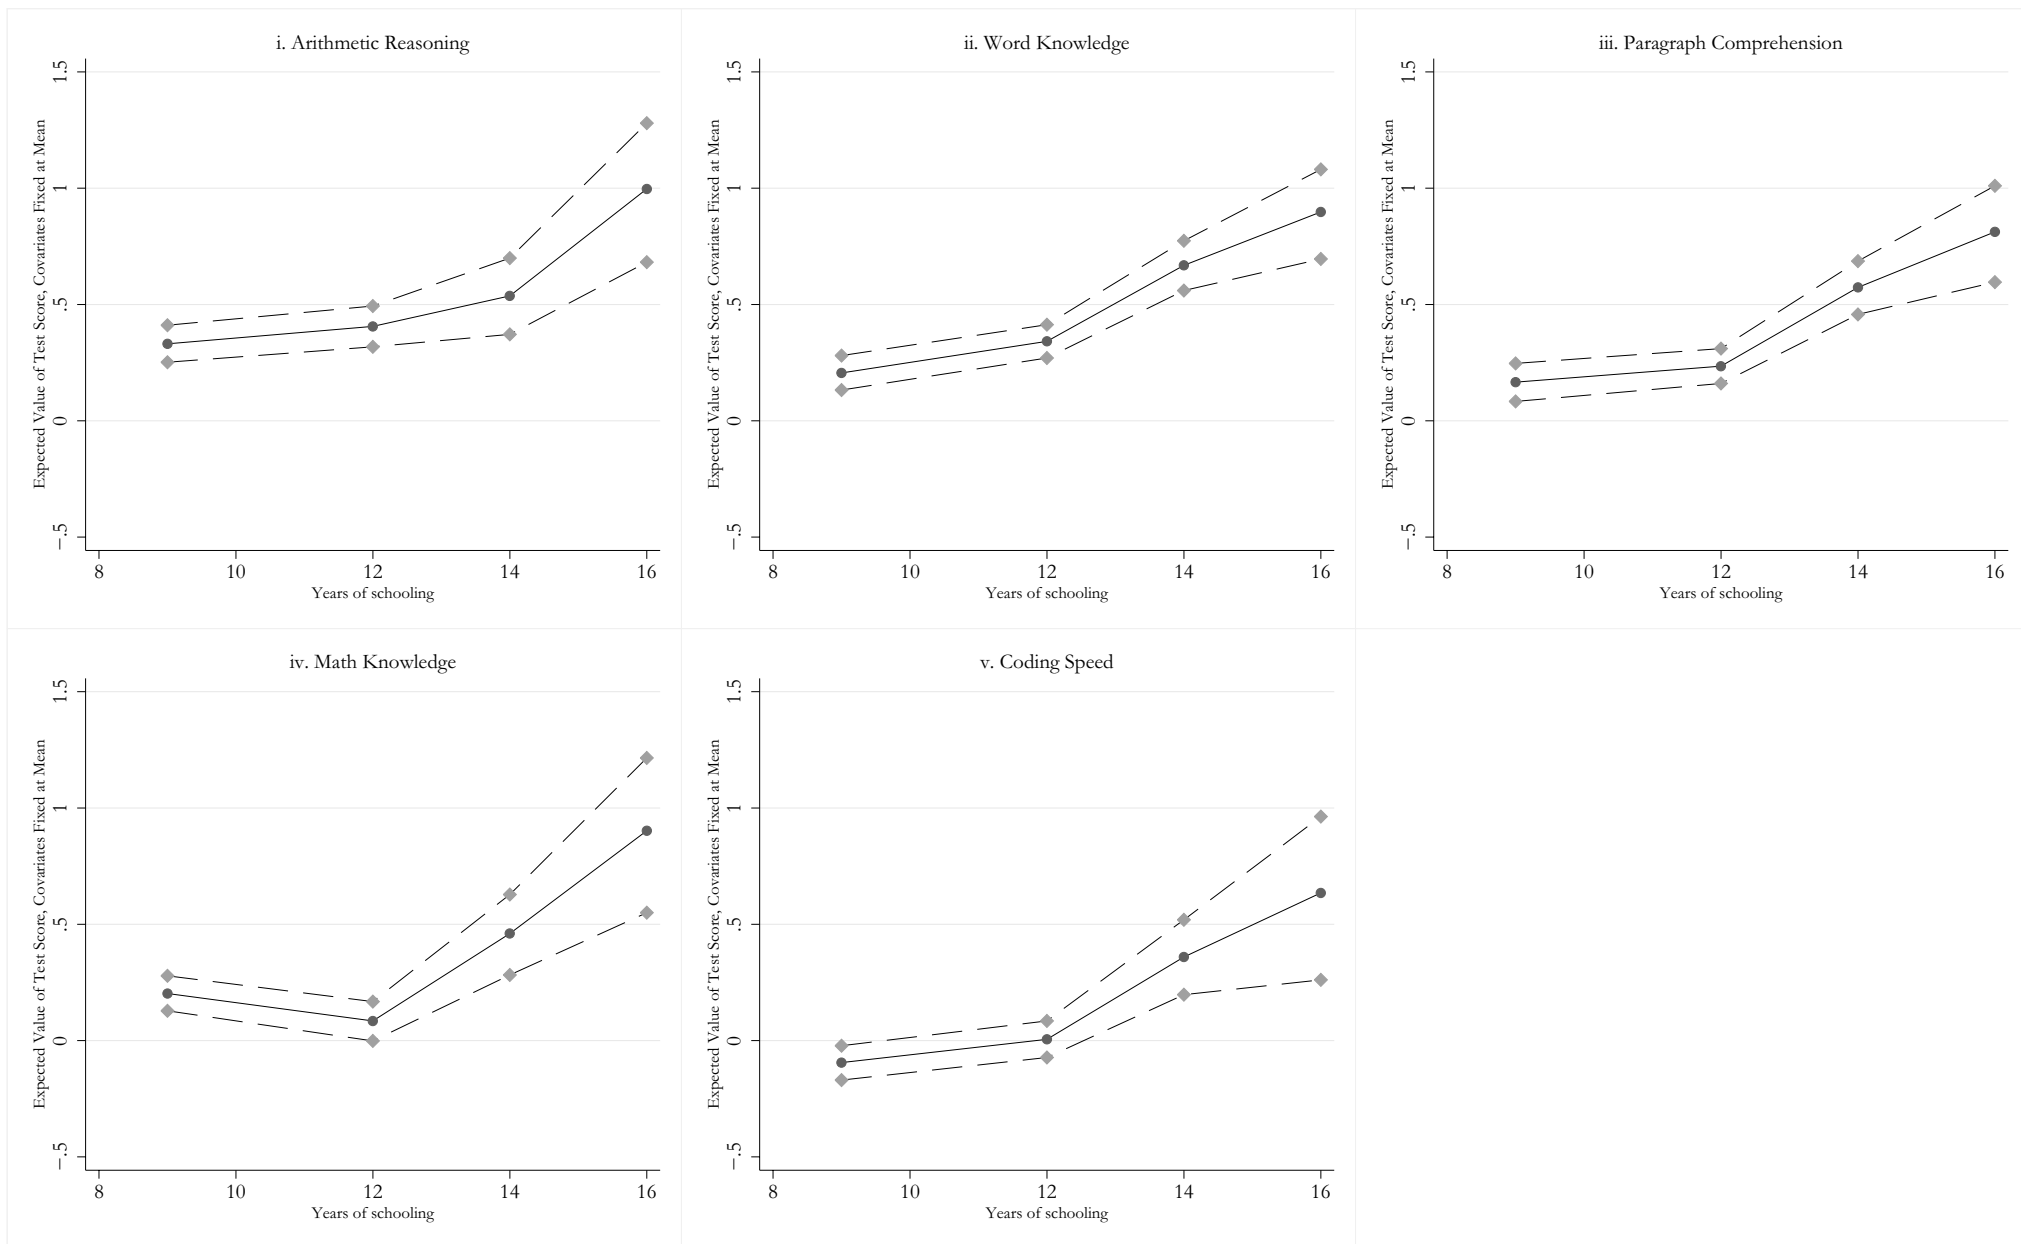 i. Arithmetic Reasoning
Expected Value of Test Score, Covariates Fixed at Mean
1.5
1
.5
0
−.5
8 10 12 14 16
Years of schooling
ii. Word Knowledge
Expected Value of Test Score, Covariates Fixed at Mean
1.5
1
.5
0
−.5
8 10 12 14 16
Years of schooling
iii. Paragraph Comprehension
Expected Value of Test Score, Covariates Fixed at Mean
1.5
1
.5
0
−.5
8 10 12 14 16
Years of schooling
iv. Math Knowledge
Expected Value of Test Score, Covariates Fixed at Mean
1.5
1
.5
0
−.5
8 10 12 14 16
Years of schooling
v. Coding Speed
Expected Value of Test Score, Covariates Fixed at Mean
1.5
1
.5
0
−.5
8 10 12 14 16
Years of schooling